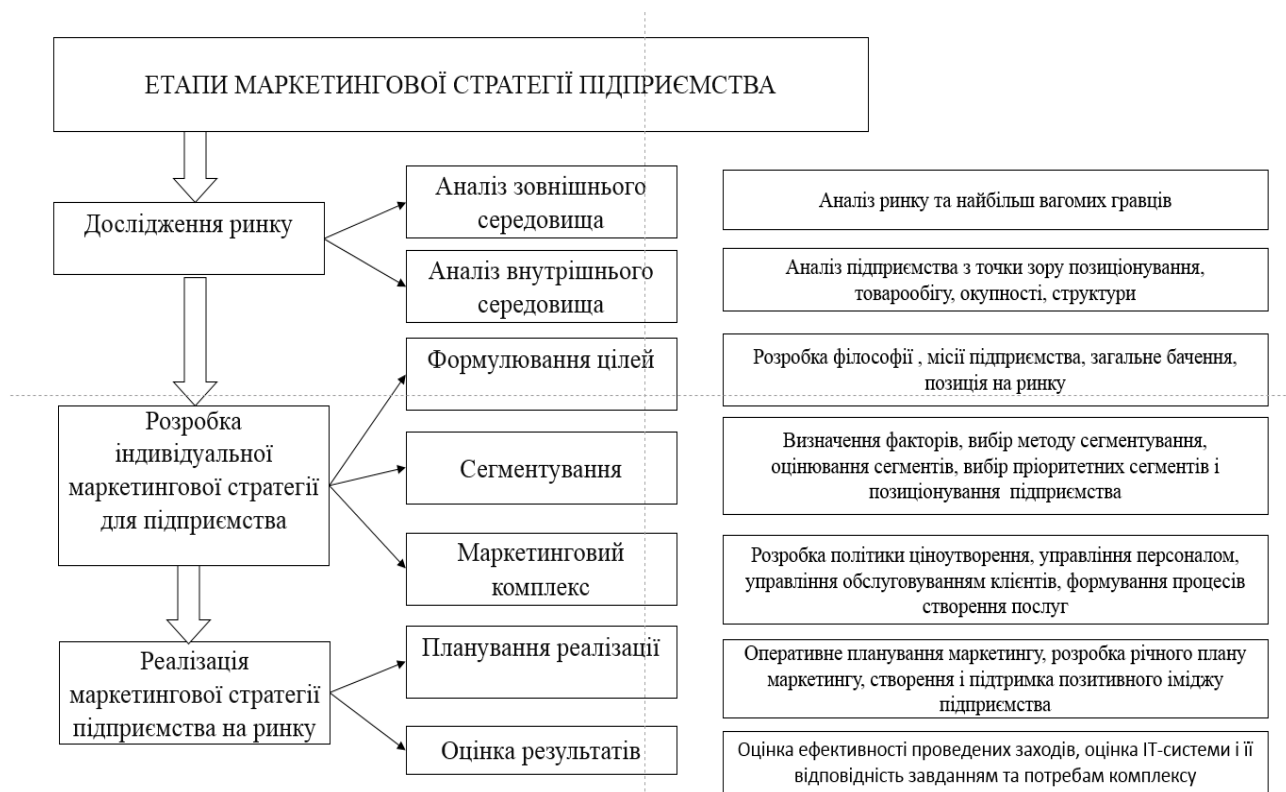 ЕТАПИ МАРКЕТИНГОВОЇ СТРАТЕГІЇ ПІДПРИЄМСТВА
Дослідження ринку
Аналіз зовнішнього
середовища
Аналіз ринку та найбільш вагомих гравців
Аналіз внутрішнього
середовища
Аналіз підприємства з точки зору позиціонування,
товарообігу, окупності, структури
Розробка
індивідуальної
маркетингової стратегії
для підприємства
Формулювання цілей
Розробка філософії , місії підприємства, загальне бачення,
позиція на ринку
Сегментування
Визначення факторів, вибір методу сегментування,
оцінювання сегментів, вибір пріоритетних сегментів і
позиціонування підприємства
Маркетинговий
комплекс
Розробка політики ціноутворення, управління персоналом,
управління обслуговуванням клієнтів, формування процесів
створення послуг
Реалізація
маркетингової стратегії
підприємства на ринку
Планування реалізації
Оперативне планування маркетингу, розробка річного плану
маркетингу, створення і підтримка позитивного іміджу
підприємства
Оцінка результатів
Оцінка ефективності проведених заходів, оцінка ІТ-системи і її
відповідність завданням та потребам комплексу